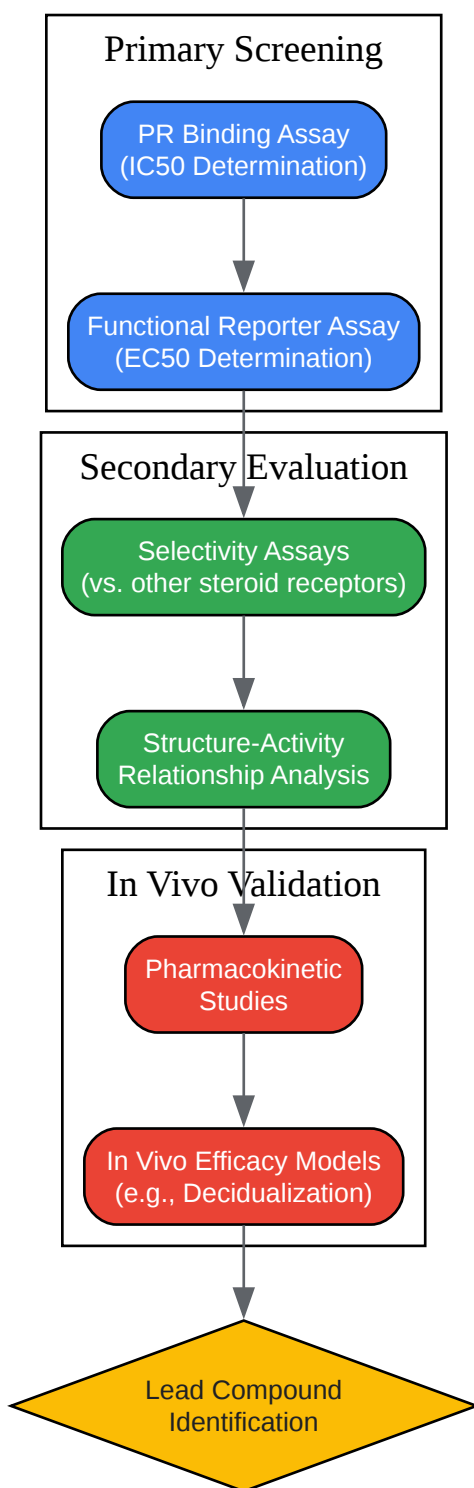 Primary Screening
PR Binding Assay
(IC50 Determination)
Functional Reporter Assay
(EC50 Determination)
Secondary Evaluation
Selectivity Assays
(vs. other steroid receptors)
Structure-Activity
Relationship Analysis
In Vivo Validation
Pharmacokinetic
Studies
In Vivo Efficacy Models
(e.g., Decidualization)
Lead Compound
Identification